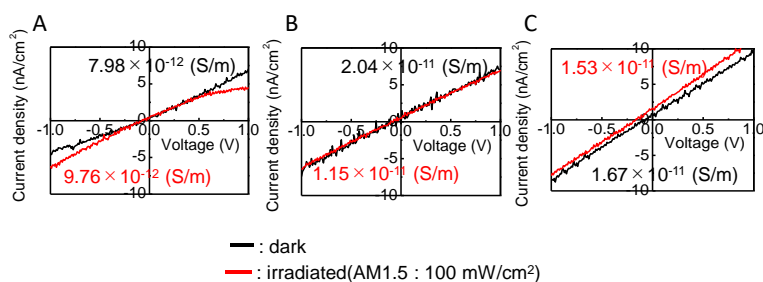 A
B
C
Current density (nA/cm²)
10
5
-5
-10
-1.0
-0.5
0.5
1.0
Voltage (V)
7.98×10⁻¹² (S/m)
9.76×10⁻¹² (S/m)
Current density (nA/cm²)
10
5
-5
-10
-1.0
-0.5
0
0.5
1.0
Voltage (V)
2.04×10⁻¹¹ (S/m)
1.15×10⁻¹¹ (S/m)
Current density (nA/cm²)
10
5
-5
-10
-1.0
-0.5
0
0.5
1.0
Voltage (V)
1.53×10⁻¹¹ (S/m)
1.67×10⁻¹¹ (S/m)
: dark
: irradiated(AM1.5 : 100 mW/cm²)